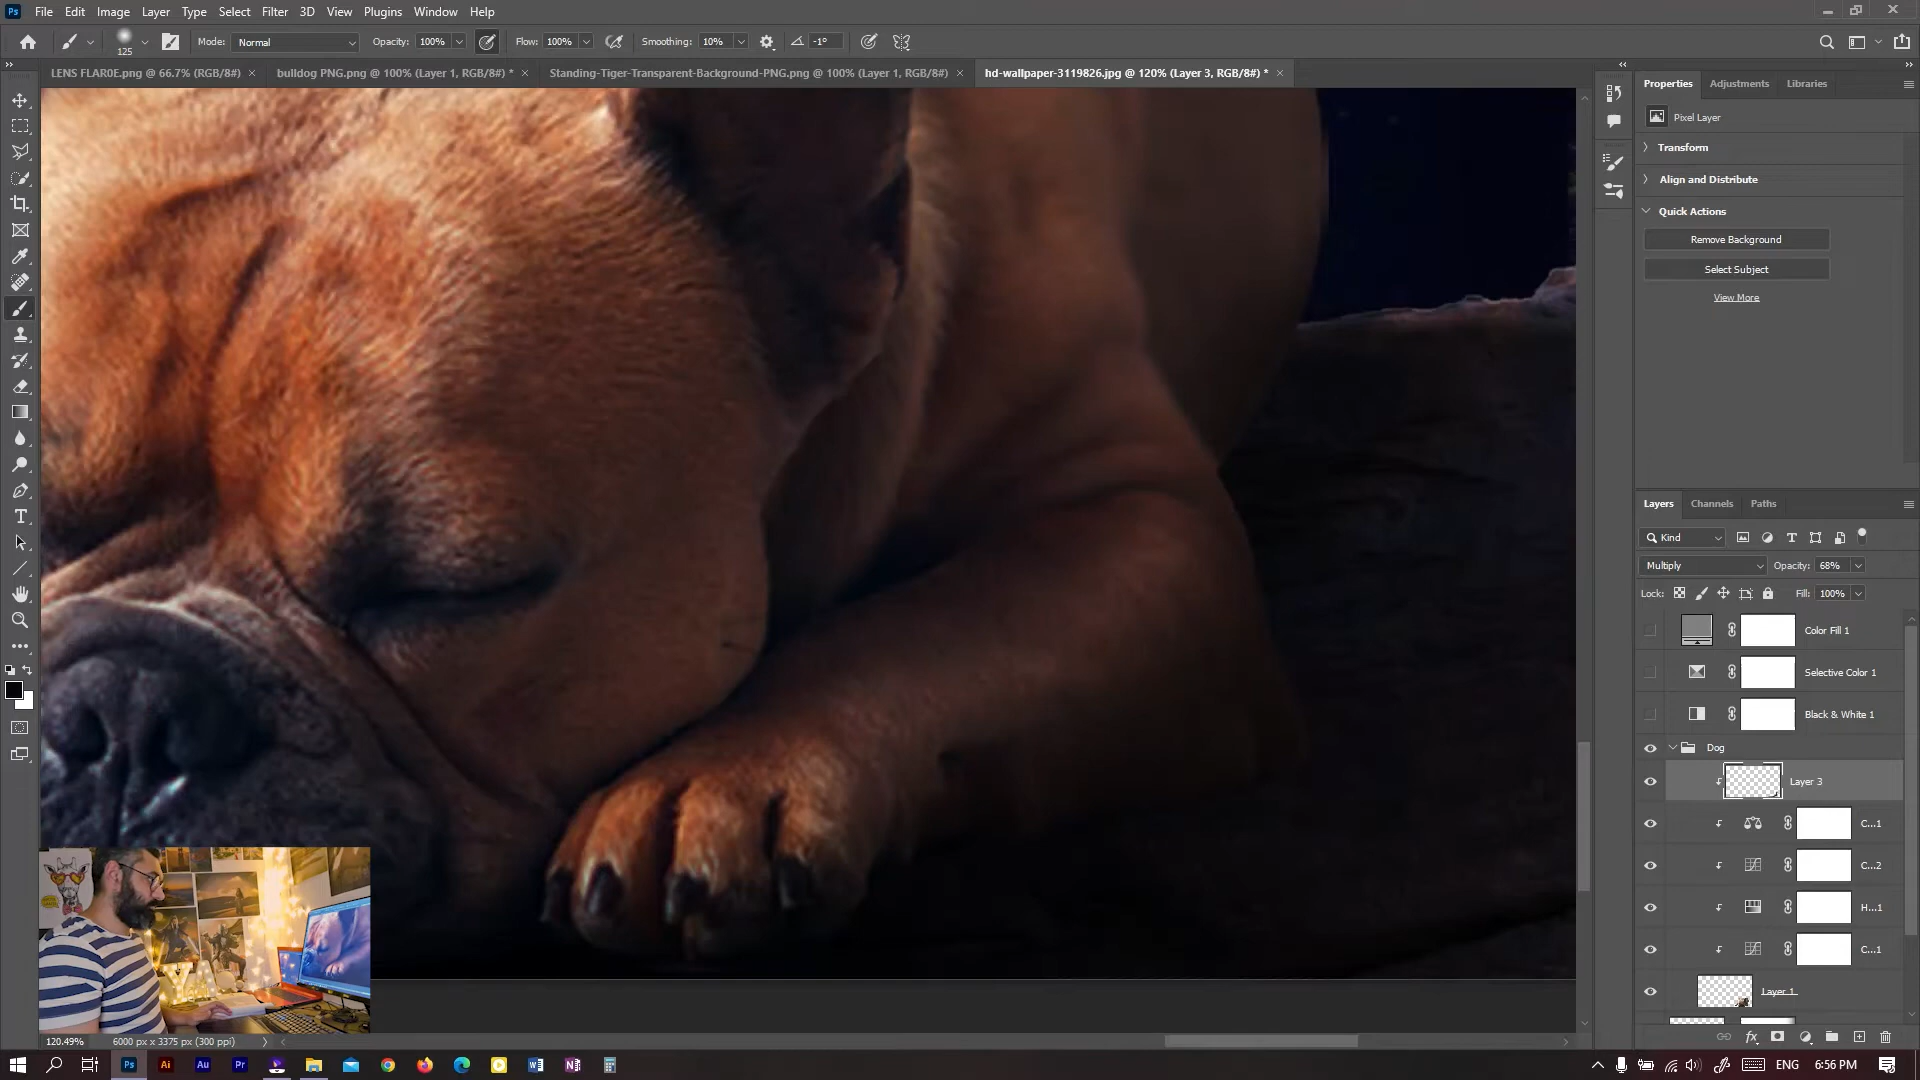 Ps File Edit Image Layer Type Select Filter 3D View Plugins Window Help
125 Mode: Normal Opacity: 100% Flow: 100% Smoothing: 10% -1°
LENS FLAR0E.png @ 66.7% (RGB/8#) bulldog PNG.png @ 100% (Layer 1, RGB/8#) * Standing-Tiger-Transparent-Background-PNG.png @ 100% (Layer 1, RGB/8#) hd-wallpaper-3119826.jpg @ 120% (Layer 3, RGB/8#) *
Properties Adjustments Libraries
Pixel Layer
Transform
Align and Distribute
Quick Actions
Remove Background
Select Subject
View More
Layers Channels Paths
Kind
Multiply Opacity: 68%
Lock: Fill: 100%
Color Fill 1
Selective Color 1
Black & White 1
Dog
Layer 3
C...1
C...2
H...1
C...1
Layer 1
120.49% 6000 px x 3375 px (300 ppi)
Ps Ai Au Pr ENG 6:56 PM